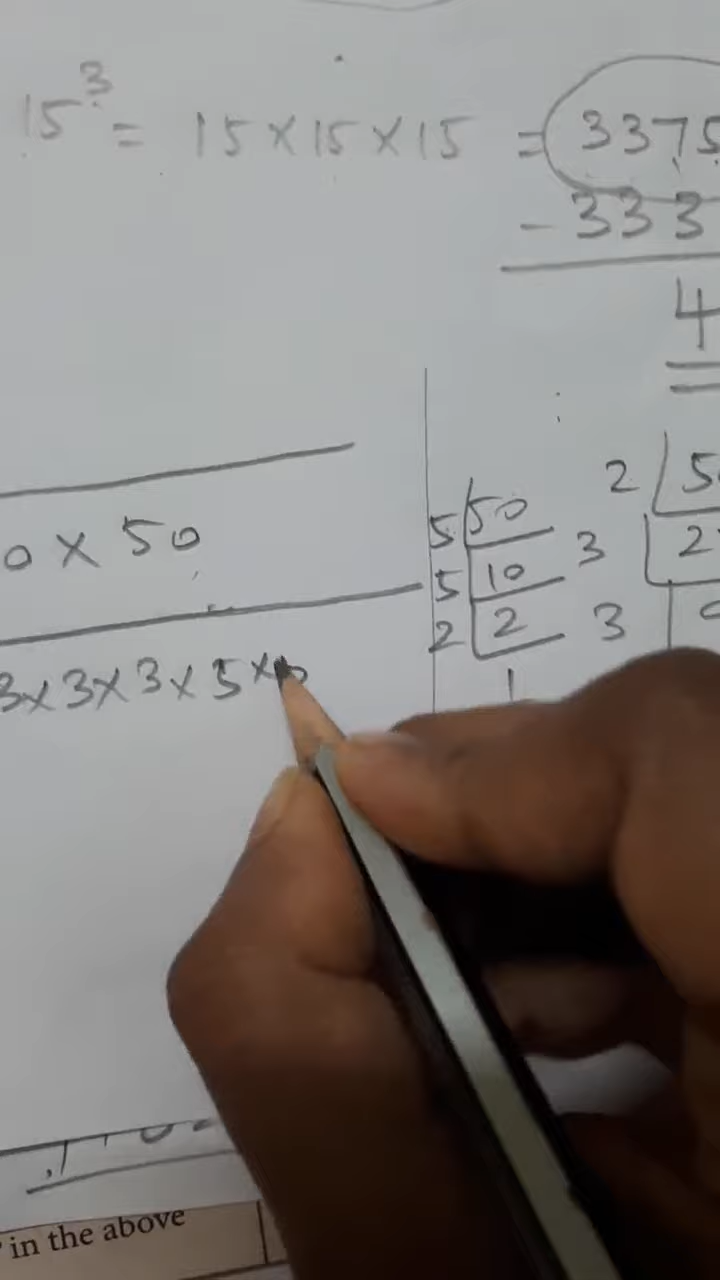 15³ = 15 × 15 × 15 = 3375
- 333
4
0 × 50
3 × 3 × 3 × 5 ×
5 50
5 10
2 2
1
2 5
3 2
3
in the above